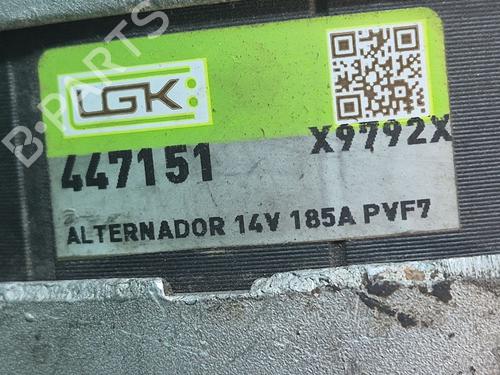 LGK
447151
X9792X
ALTERNADOR 14V 185A PVF7
B-PARTS